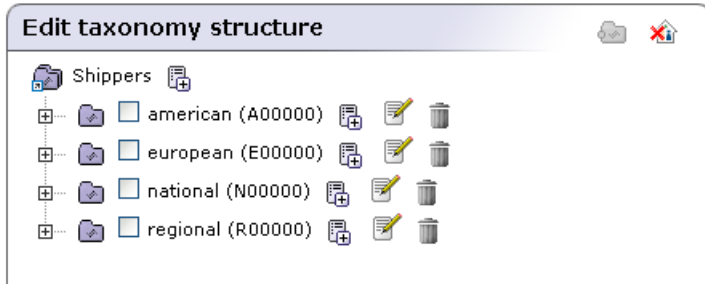 Edit taxonomy structure
Shippers
american (A00000)
european (E00000)
national (N00000)
regional (R00000)